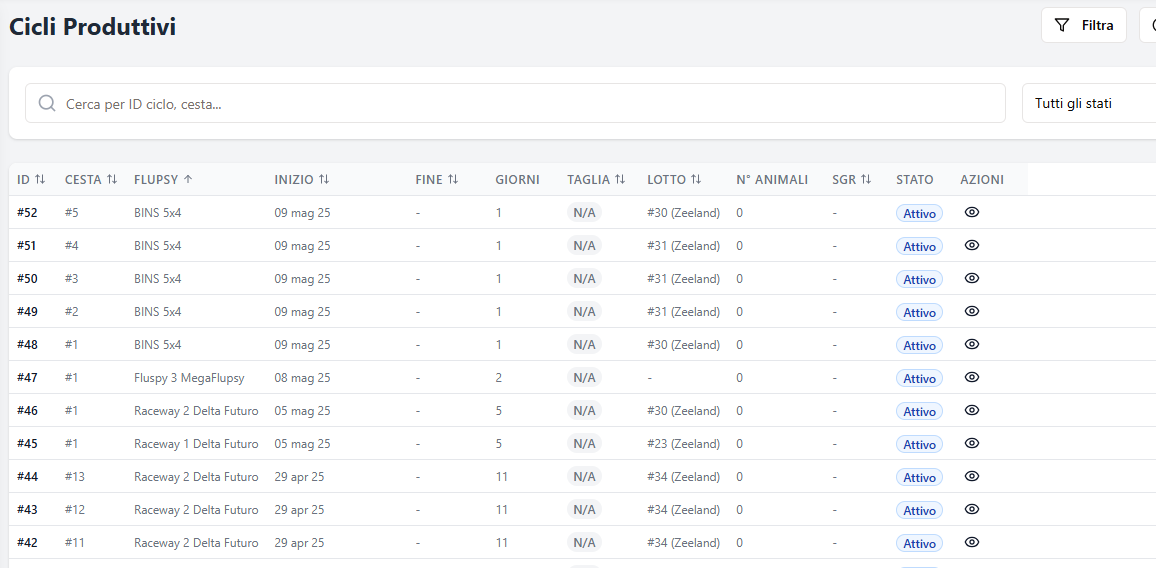 Cicli Produttivi
Filtra
Cerca per ID ciclo, cesta...
Tutti gli stati
ID CESTA FLUPSY INIZIO FINE GIORNI TAGLIA LOTTO N° ANIMALI SGR STATO AZIONI
#52 #5 BINS 5x4 09 mag 25 - 1 N/A #30 (Zeeland) 0 - Attivo
#51 #4 BINS 5x4 09 mag 25 - 1 N/A #31 (Zeeland) 0 - Attivo
#50 #3 BINS 5x4 09 mag 25 - 1 N/A #31 (Zeeland) 0 - Attivo
#49 #2 BINS 5x4 09 mag 25 - 1 N/A #31 (Zeeland) 0 - Attivo
#48 #1 BINS 5x4 09 mag 25 - 1 N/A #30 (Zeeland) 0 - Attivo
#47 #1 Fluspy 3 MegaFlupsy 08 mag 25 - 2 N/A - 0 - Attivo
#46 #1 Raceway 2 Delta Futuro 05 mag 25 - 5 N/A #30 (Zeeland) 0 - Attivo
#45 #1 Raceway 1 Delta Futuro 05 mag 25 - 5 N/A #23 (Zeeland) 0 - Attivo
#44 #13 Raceway 2 Delta Futuro 29 apr 25 - 11 N/A #34 (Zeeland) 0 - Attivo
#43 #12 Raceway 2 Delta Futuro 29 apr 25 - 11 N/A #34 (Zeeland) 0 - Attivo
#42 #11 Raceway 2 Delta Futuro 29 apr 25 - 11 N/A #34 (Zeeland) 0 - Attivo